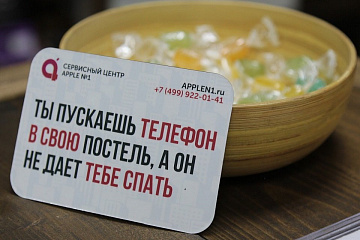 СЕРВИСНЫЙ ЦЕНТР
APPLE №1
APPLEN1.ru
+7 (499) 922-01-41
ТЫ ПУСКАЕШЬ ТЕЛЕФОН
В СВОЮ ПОСТЕЛЬ, А ОН
НЕ ДАЕТ ТЕБЕ СПАТЬ